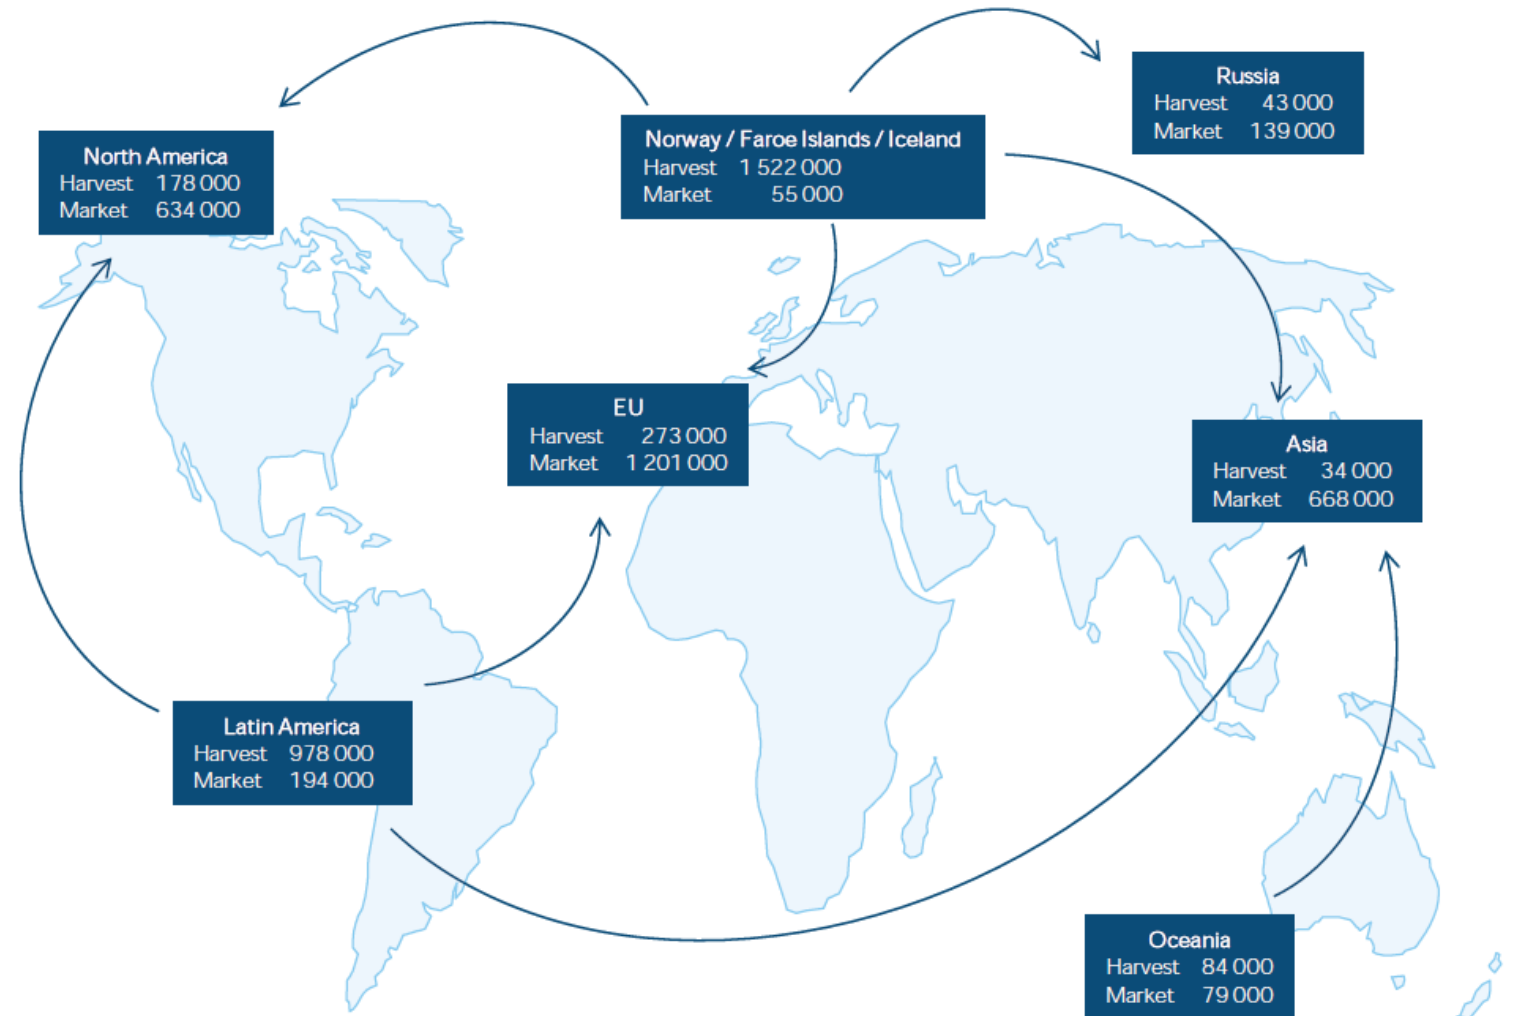 Russia
Harvest 43 000
Market 139 000
Norway / Faroe Islands / Iceland
Harvest 1 522 000
Market 55 000
North America
Harvest 178 000
Market 634 000
EU
Harvest 273 000
Market 1 201 000
Asia
Harvest 34 000
Market 668 000
Latin America
Harvest 978 000
Market 194 000
Oceania
Harvest 84 000
Market 79 000